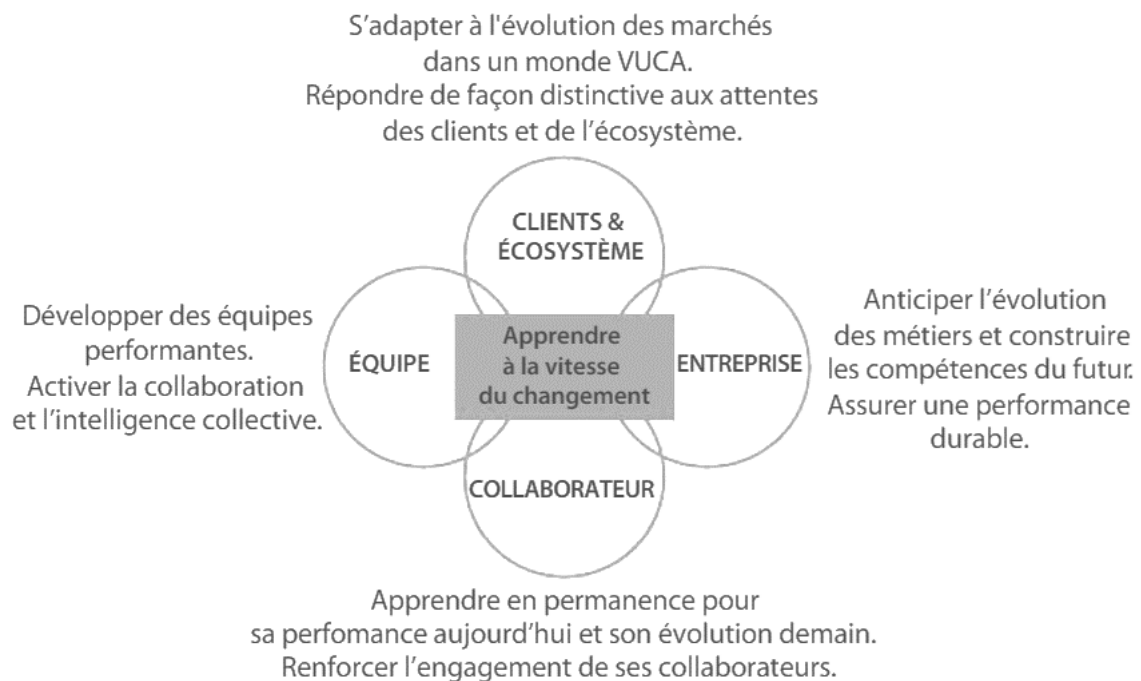 S’adapter à l'évolution des marchés
dans un monde VUCA.
Répondre de façon distinctive aux attentes
des clients et de l’écosystème.
CLIENTS &
ÉCOSYSTÈME
Développer des équipes
performantes.
Activer la collaboration
et l’intelligence collective.
ÉQUIPE
Apprendre
à la vitesse
du changement
ENTREPRISE
Anticiper l’évolution
des métiers et construire
les compétences du futur.
Assurer une performance
durable.
COLLABORATEUR
Apprendre en permanence pour
sa perfomance aujourd’hui et son évolution demain.
Renforcer l’engagement de ses collaborateurs.